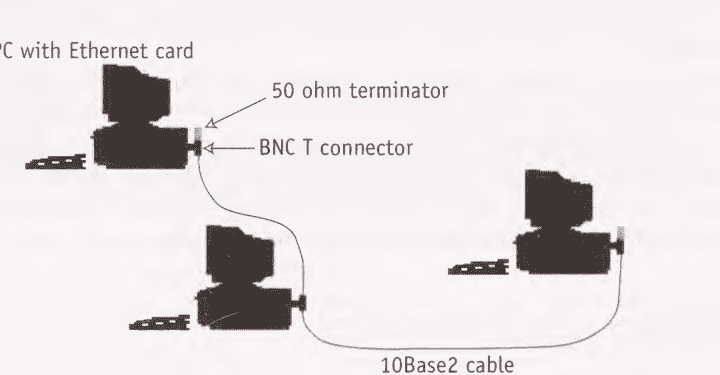 PC with Ethernet card
50 ohm terminator
BNC T connector
10Base2 cable